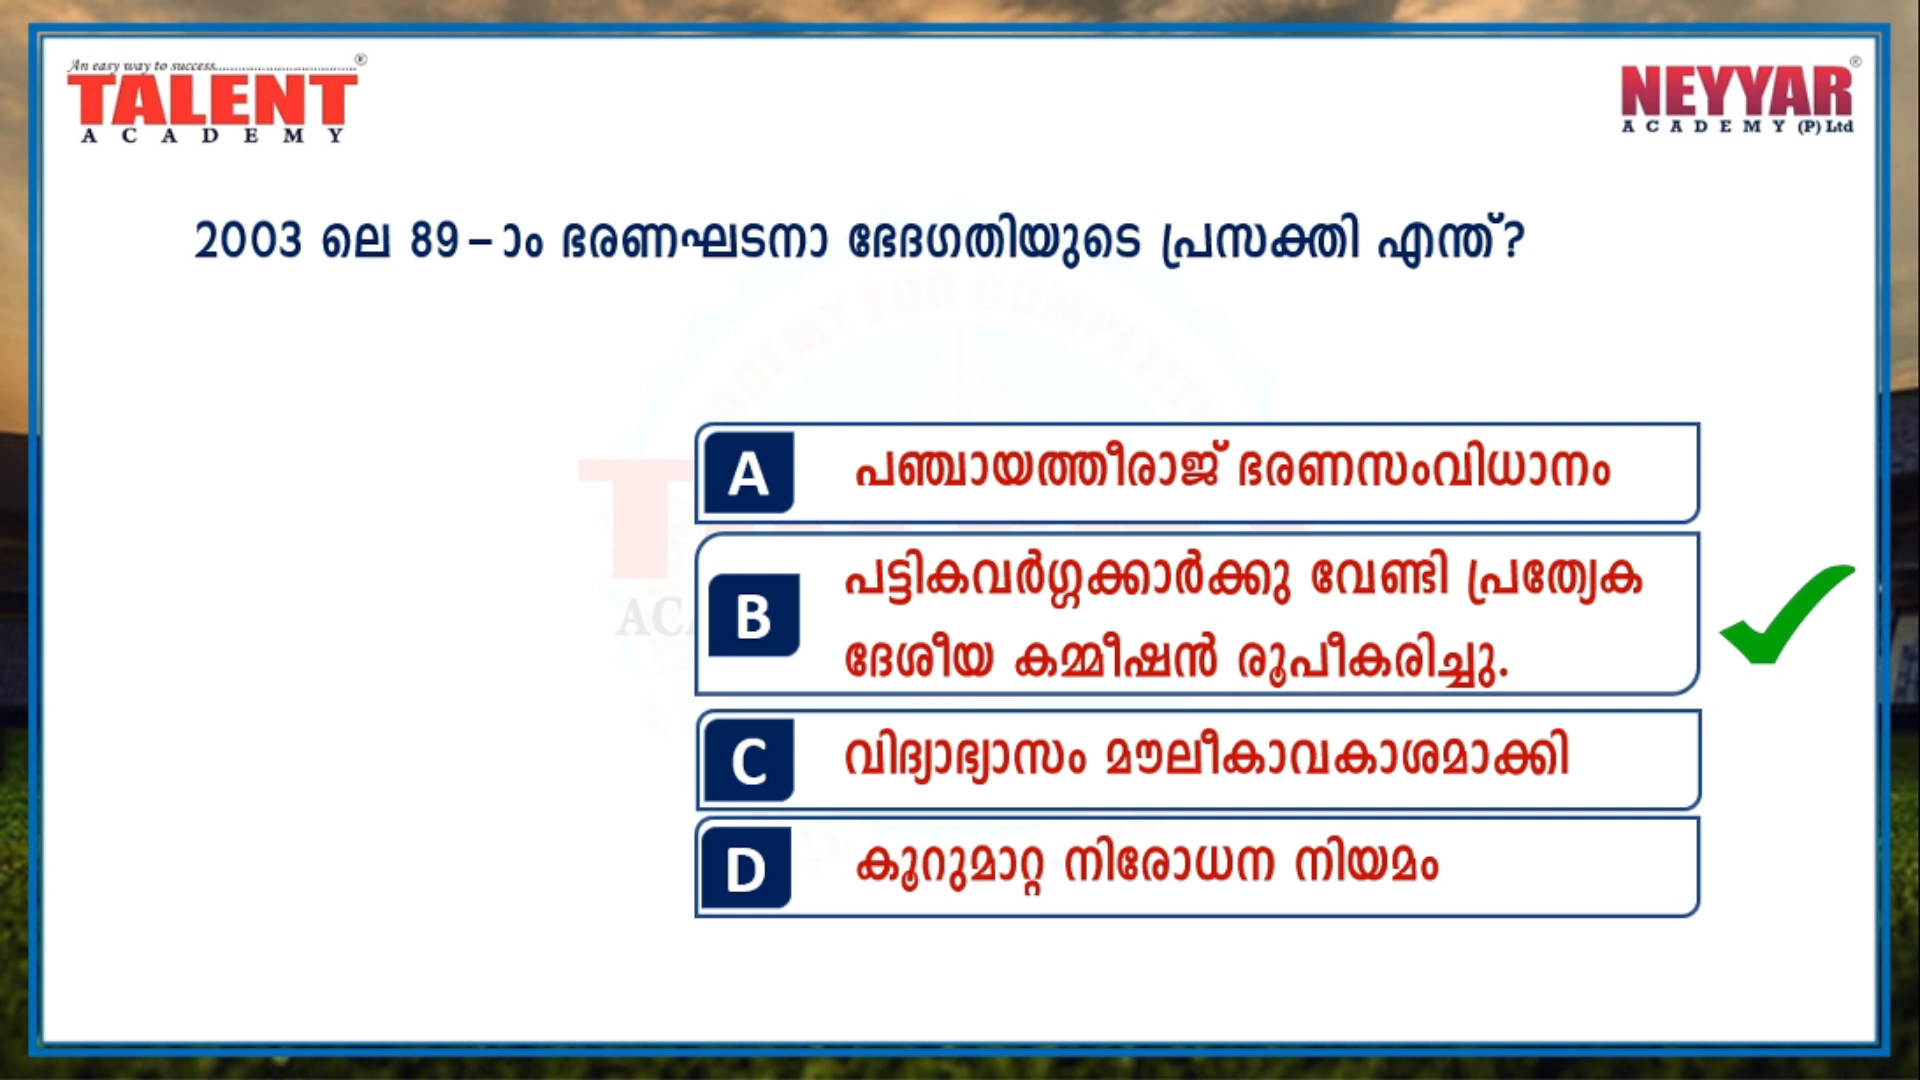 An easy way to success
TALENT
ACADEMY
NEYYAR
ACADEMY (P) Ltd
2003 ലെ 89-ാം ഭരണഘടനാ ഭേദഗതിയുടെ പ്രസക്തി എന്ത്?
A പഞ്ചായത്തീരാജ് ഭരണസംവിധാനം
B പട്ടികവർഗ്ഗക്കാർക്കു വേണ്ടി പ്രത്യേക
ദേശീയ കമ്മീഷൻ രൂപീകരിച്ചു.
C വിദ്യാഭ്യാസം മൗലീകാവകാശമാക്കി
D കൂറുമാറ്റ നിരോധന നിയമം